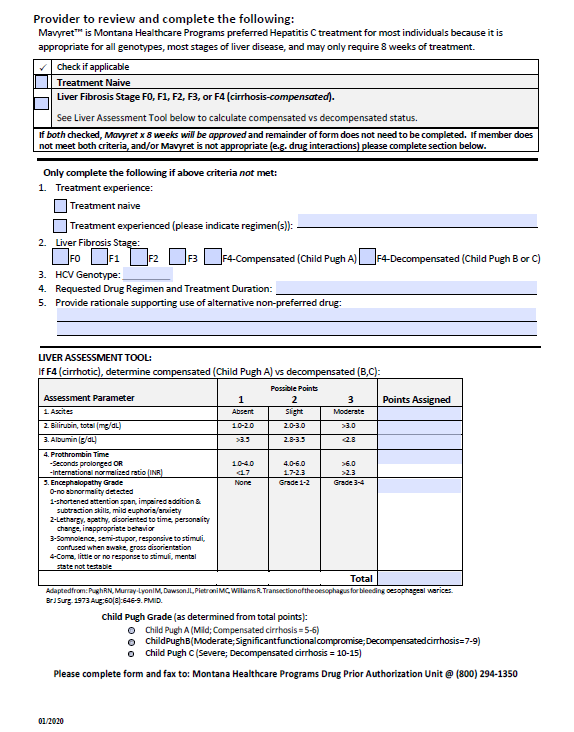 Provider to review and complete the following:
Mavyret™ is Montana Healthcare Programs preferred Hepatitis C treatment for most individuals because it is
appropriate for all genotypes, most stages of liver disease, and may only require 8 weeks of treatment.
✓ Check if applicable
Treatment Naive
Liver Fibrosis Stage F0, F1, F2, F3, or F4 (cirrhosis-compensated).
See Liver Assessment Tool below to calculate compensated vs decompensated status.
If both checked, Mavyret x 8 weeks will be approved and remainder of form does not need to be completed. If member does
not meet both criteria, and/or Mavyret is not appropriate (e.g. drug interactions) please complete section below.
Only complete the following if above criteria not met:
1. Treatment experience:
Treatment naive
Treatment experienced (please indicate regimen(s)):
2. Liver Fibrosis Stage:
F0 F1 F2 F3 F4-Compensated (Child Pugh A) F4-Decompensated (Child Pugh B or C)
3. HCV Genotype:
4. Requested Drug Regimen and Treatment Duration:
5. Provide rationale supporting use of alternative non-preferred drug:
LIVER ASSESSMENT TOOL:
If F4 (cirrhotic), determine compensated (Child Pugh A) vs decompensated (B,C):
Possible Points
Assessment Parameter 1 2 3 Points Assigned
1. Ascites Absent Slight Moderate
2. Bilirubin, total (mg/dL) 1.0-2.0 2.0-3.0 >3.0
3. Albumin (g/dL) >3.5 2.8-3.5 <2.8
4. Prothrombin Time
-Seconds prolonged OR 1.0-4.0 4.0-6.0 >6.0
-International normalized ratio (INR) <1.7 1.7-2.3 >2.3
5. Encephalopathy Grade None Grade 1-2 Grade 3-4
0-no abnormality detected
1-shortened attention span, impaired addition &
subtraction skills, mild euphoria/anxiety
2-Lethargy, apathy, disoriented to time, personality
change, inappropriate behavior
3-Somnolence, semi-stupor, responsive to stimuli,
confused when awake, gross disorientation
4-Coma, little or no response to stimuli, mental
state not testable
Total
Adapted from: Pugh RN, Murray-Lyon IM, Dawson JL, Pietroni MC, Williams R. Transection of the oesophagus for bleeding oesophageal varices.
Br J Surg. 1973 Aug;60(8):646-9. PMID.
Child Pugh Grade (as determined from total points):
Child Pugh A (Mild; Compensated cirrhosis = 5-6)
Child Pugh B (Moderate; Significant functional compromise; Decompensated cirrhosis = 7-9)
Child Pugh C (Severe; Decompensated cirrhosis = 10-15)
Please complete form and fax to: Montana Healthcare Programs Drug Prior Authorization Unit @ (800) 294-1350
01/2020